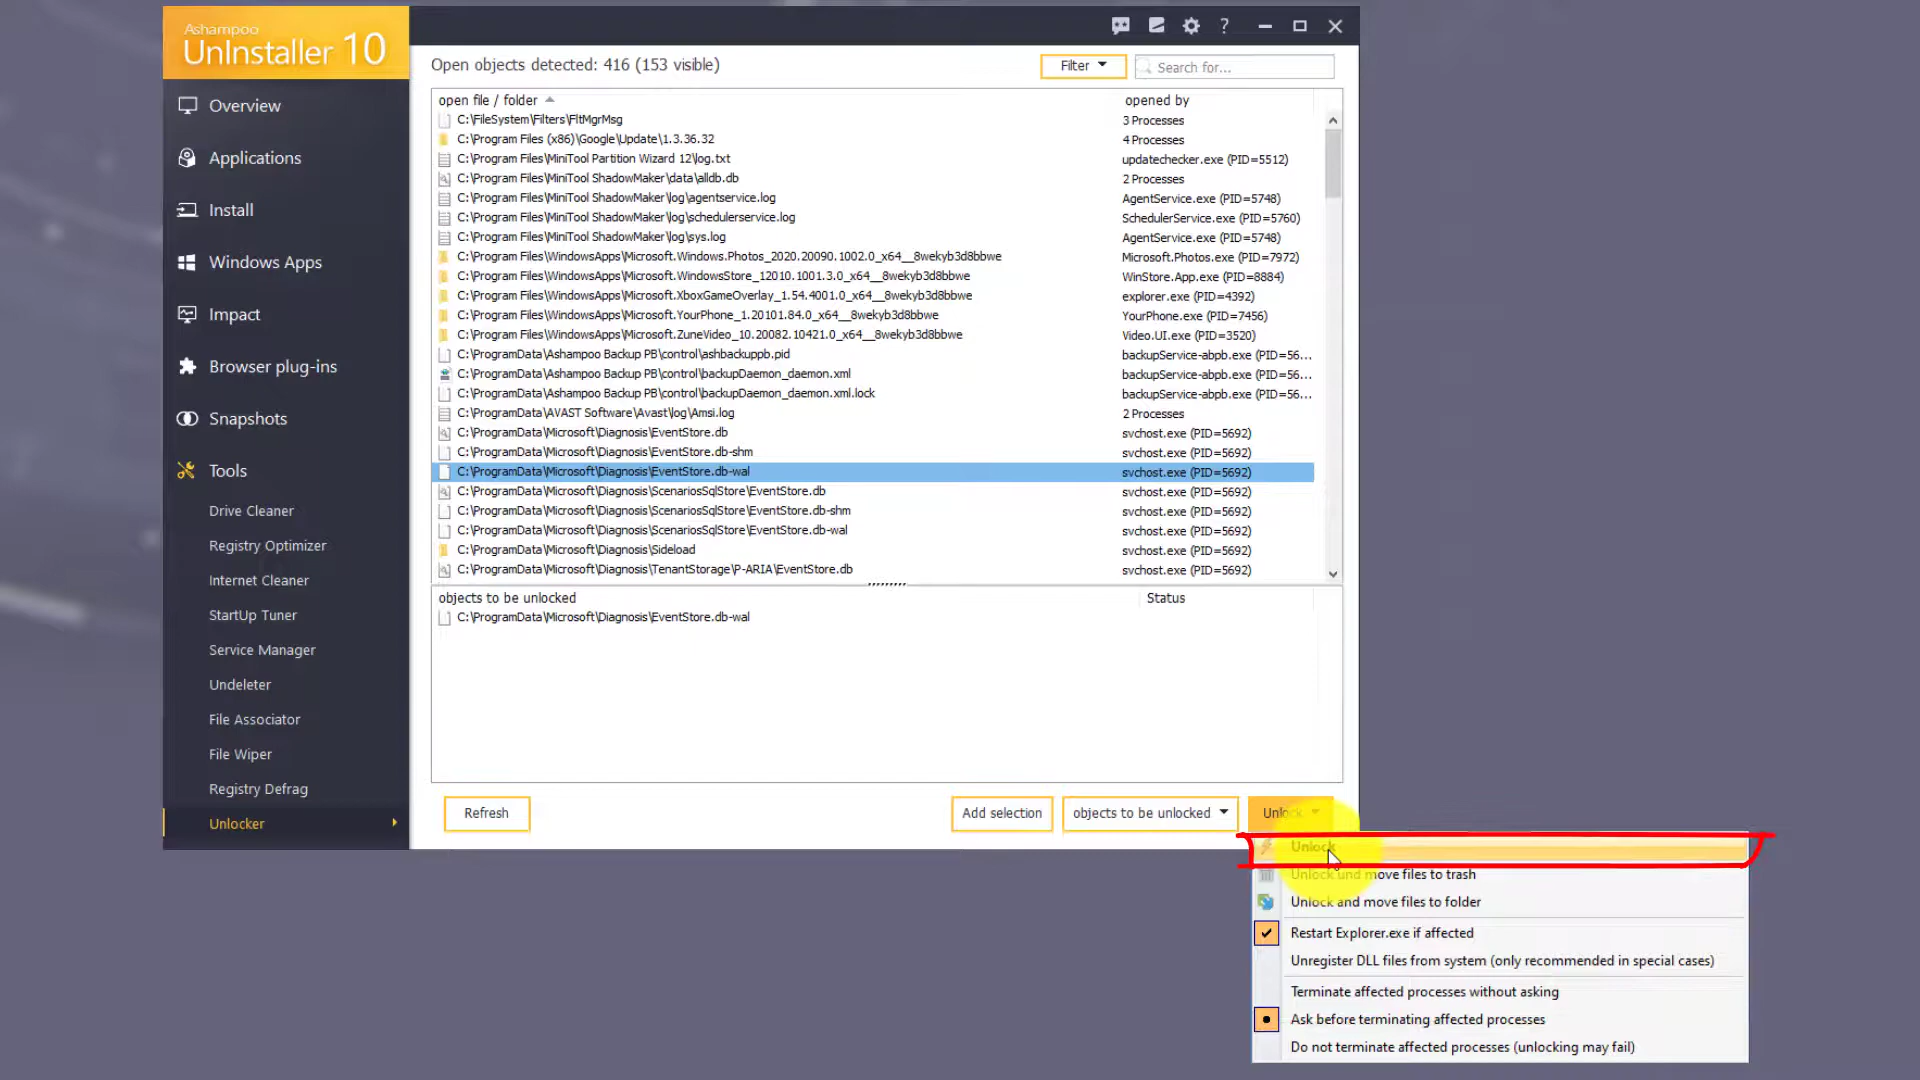 Ashampoo
UnInstaller 10
Overview
Applications
Install
Windows Apps
Impact
Browser plug-ins
Snapshots
Tools
Drive Cleaner
Registry Optimizer
Internet Cleaner
StartUp Tuner
Service Manager
Undeleter
File Associator
File Wiper
Registry Defrag
Unlocker
?
Open objects detected: 416 (153 visible)
Filter
Search for...
open file / folder opened by
C:\FileSystem\Filters\FltMgrMsg 3 Processes
C:\Program Files (x86)\Google\Update\1.3.36.32 4 Processes
C:\Program Files\MiniTool Partition Wizard 12\log.txt updatechecker.exe (PID=5512)
C:\Program Files\MiniTool ShadowMaker\data\alldb.db 2 Processes
C:\Program Files\MiniTool ShadowMaker\log\agentservice.log AgentService.exe (PID=5748)
C:\Program Files\MiniTool ShadowMaker\log\schedulerservice.log SchedulerService.exe (PID=5760)
C:\Program Files\MiniTool ShadowMaker\log\sys.log AgentService.exe (PID=5748)
C:\Program Files\WindowsApps\Microsoft.Windows.Photos_2020.20090.1002.0_x64__8wekyb3d8bbwe Microsoft.Photos.exe (PID=7972)
C:\Program Files\WindowsApps\Microsoft.WindowsStore_12010.1001.3.0_x64__8wekyb3d8bbwe WinStore.App.exe (PID=8884)
C:\Program Files\WindowsApps\Microsoft.XboxGameOverlay_1.54.4001.0_x64__8wekyb3d8bbwe explorer.exe (PID=4392)
C:\Program Files\WindowsApps\Microsoft.YourPhone_1.20101.84.0_x64__8wekyb3d8bbwe YourPhone.exe (PID=7456)
C:\Program Files\WindowsApps\Microsoft.ZuneVideo_10.20082.10421.0_x64__8wekyb3d8bbwe Video.UI.exe (PID=3520)
C:\ProgramData\Ashampoo Backup PB\control\ashbackuppb.pid backupService-abpb.exe (PID=56...
C:\ProgramData\Ashampoo Backup PB\control\backupDaemon_daemon.xml backupService-abpb.exe (PID=56...
C:\ProgramData\Ashampoo Backup PB\control\backupDaemon_daemon.xml.lock backupService-abpb.exe (PID=56...
C:\ProgramData\AVAST Software\Avast\log\Amsi.log 2 Processes
C:\ProgramData\Microsoft\Diagnosis\EventStore.db svchost.exe (PID=5692)
C:\ProgramData\Microsoft\Diagnosis\EventStore.db-shm svchost.exe (PID=5692)
C:\ProgramData\Microsoft\Diagnosis\EventStore.db-wal svchost.exe (PID=5692)
C:\ProgramData\Microsoft\Diagnosis\ScenariosSqlStore\EventStore.db svchost.exe (PID=5692)
C:\ProgramData\Microsoft\Diagnosis\ScenariosSqlStore\EventStore.db-shm svchost.exe (PID=5692)
C:\ProgramData\Microsoft\Diagnosis\ScenariosSqlStore\EventStore.db-wal svchost.exe (PID=5692)
C:\ProgramData\Microsoft\Diagnosis\Sideload svchost.exe (PID=5692)
C:\ProgramData\Microsoft\Diagnosis\TenantStorage\P-ARIA\EventStore.db svchost.exe (PID=5692)
objects to be unlocked Status
C:\ProgramData\Microsoft\Diagnosis\EventStore.db-wal
Refresh
Add selection
objects to be unlocked
Unlock
Unlock
Unlock und move files to trash
Unlock and move files to folder
Restart Explorer.exe if affected
Unregister DLL files from system (only recommended in special cases)
Terminate affected processes without asking
Ask before terminating affected processes
Do not terminate affected processes (unlocking may fail)